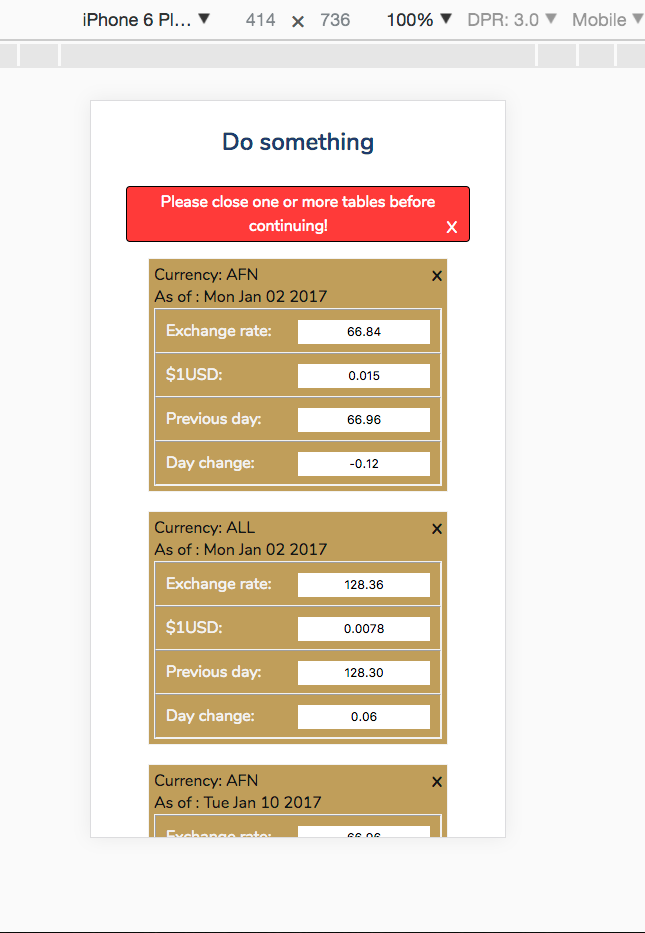 iPhone 6 Pl... ▼ 414 × 736 100% ▼ DPR: 3.0 ▼ Mobile ▼
Do something
Please close one or more tables before
continuing!
X
Currency: AFN X
As of : Mon Jan 02 2017
Exchange rate: 66.84
$1USD: 0.015
Previous day: 66.96
Day change: -0.12
Currency: ALL X
As of : Mon Jan 02 2017
Exchange rate: 128.36
$1USD: 0.0078
Previous day: 128.30
Day change: 0.06
Currency: AFN X
As of : Tue Jan 10 2017
Exchange rate: 66.96